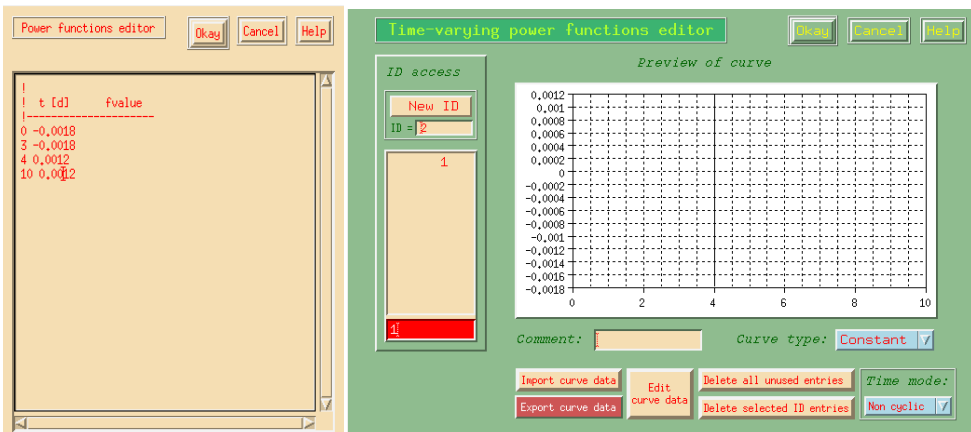 Power functions editor
Okay
Cancel
Help
!
! t [d] fvalue
!---------------------
0 -0.0018
3 -0.0018
4 0.0012
10 0.0012
Time-varying power functions editor
Okay
Cancel
Help
ID access
New ID
ID = 2
1
1
Preview of curve
0.0012
0.001
0.0008
0.0006
0.0004
0.0002
0
-0.0002
-0.0004
-0.0006
-0.0008
-0.001
-0.0012
-0.0014
-0.0016
-0.0018
0 2 4 6 8 10
Comment:
Curve type: Constant
Import curve data
Export curve data
Edit
curve data
Delete all unused entries
Delete selected ID entries
Time mode:
Non cyclic